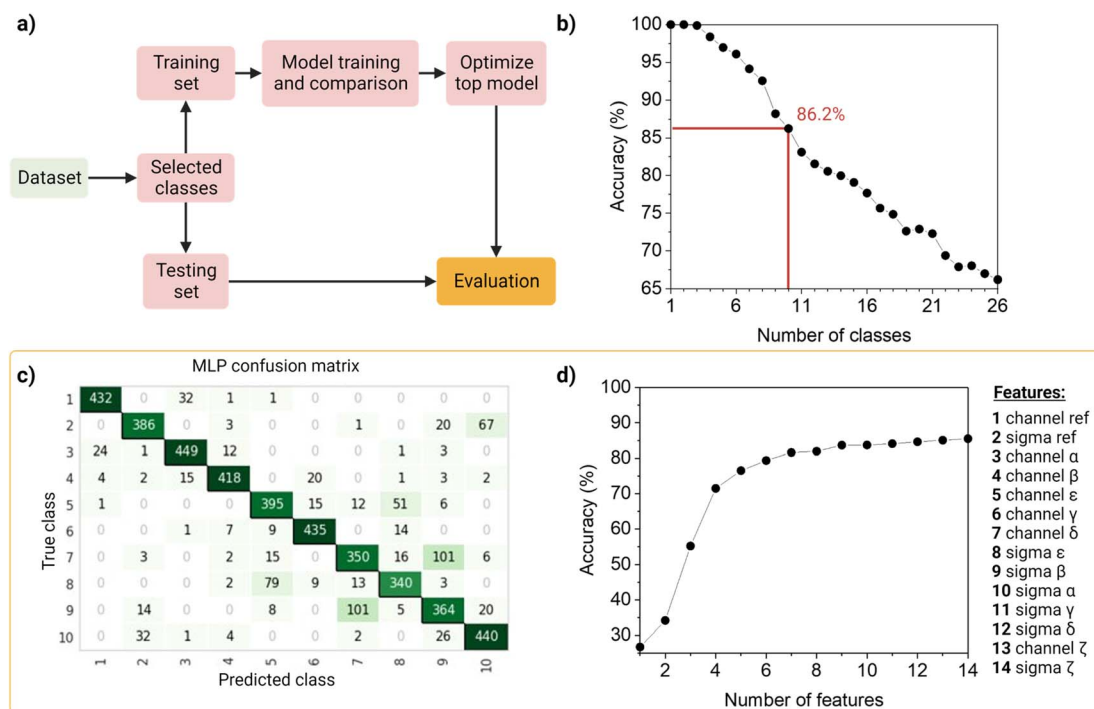 a)
Training
set
Model training
and comparison
Optimize
top model
Dataset
Selected
classes
Testing
set
Evaluation
b)
100
95
90
85
80
75
70
65
Accuracy (%)
86.2%
1 6 11 16 21 26
Number of classes
c)
MLP confusion matrix
True class
1 432 0 32 1 1 0 0 0 0 0
2 0 386 0 3 0 0 1 0 20 67
3 24 1 449 12 0 0 0 1 3 0
4 4 2 15 418 0 20 0 1 3 2
5 1 0 0 0 395 15 12 51 6 0
6 0 0 1 7 9 435 0 14 0 0
7 0 3 0 2 15 0 350 16 101 6
8 0 0 0 2 79 9 13 340 3 0
9 0 14 0 0 8 0 101 5 364 20
10 0 32 1 4 0 0 2 0 26 440
1 2 3 4 5 6 7 8 9 10
Predicted class
d)
100
90
80
70
60
50
40
30
Accuracy (%)
2 4 6 8 10 12 14
Number of features
Features:
1 channel ref
2 sigma ref
3 channel α
4 channel β
5 channel ε
6 channel γ
7 channel δ
8 sigma ε
9 sigma β
10 sigma α
11 sigma γ
12 sigma δ
13 channel ζ
14 sigma ζ